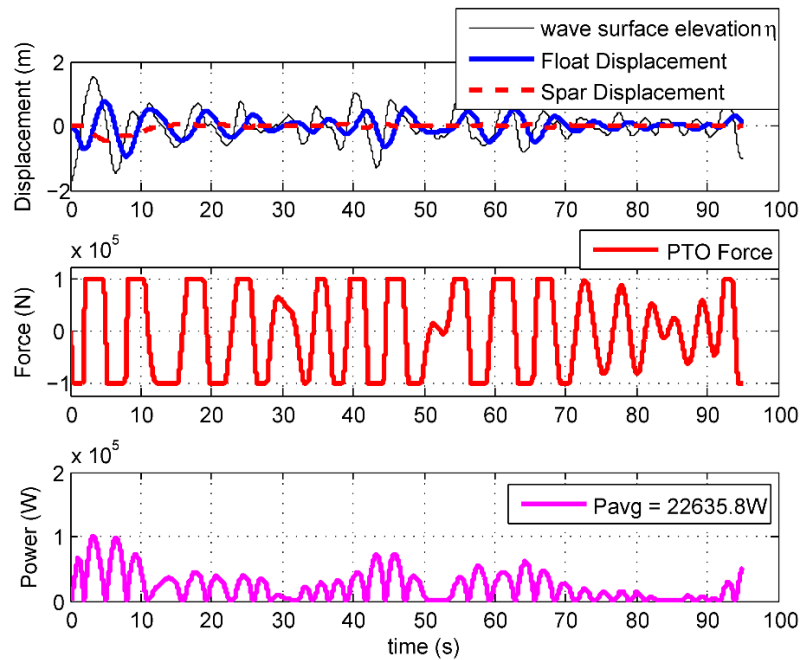 wave surface elevation η
Float Displacement
Spar Displacement
Displacement (m)
2
0
−2
0 10 20 30 40 50 60 70 80 90 100
x 10^5
PTO Force
Force (N)
1
0
−1
0 10 20 30 40 50 60 70 80 90 100
x 10^5
Pavg = 22635.8W
Power (W)
2
1
0
0 10 20 30 40 50 60 70 80 90 100
time (s)